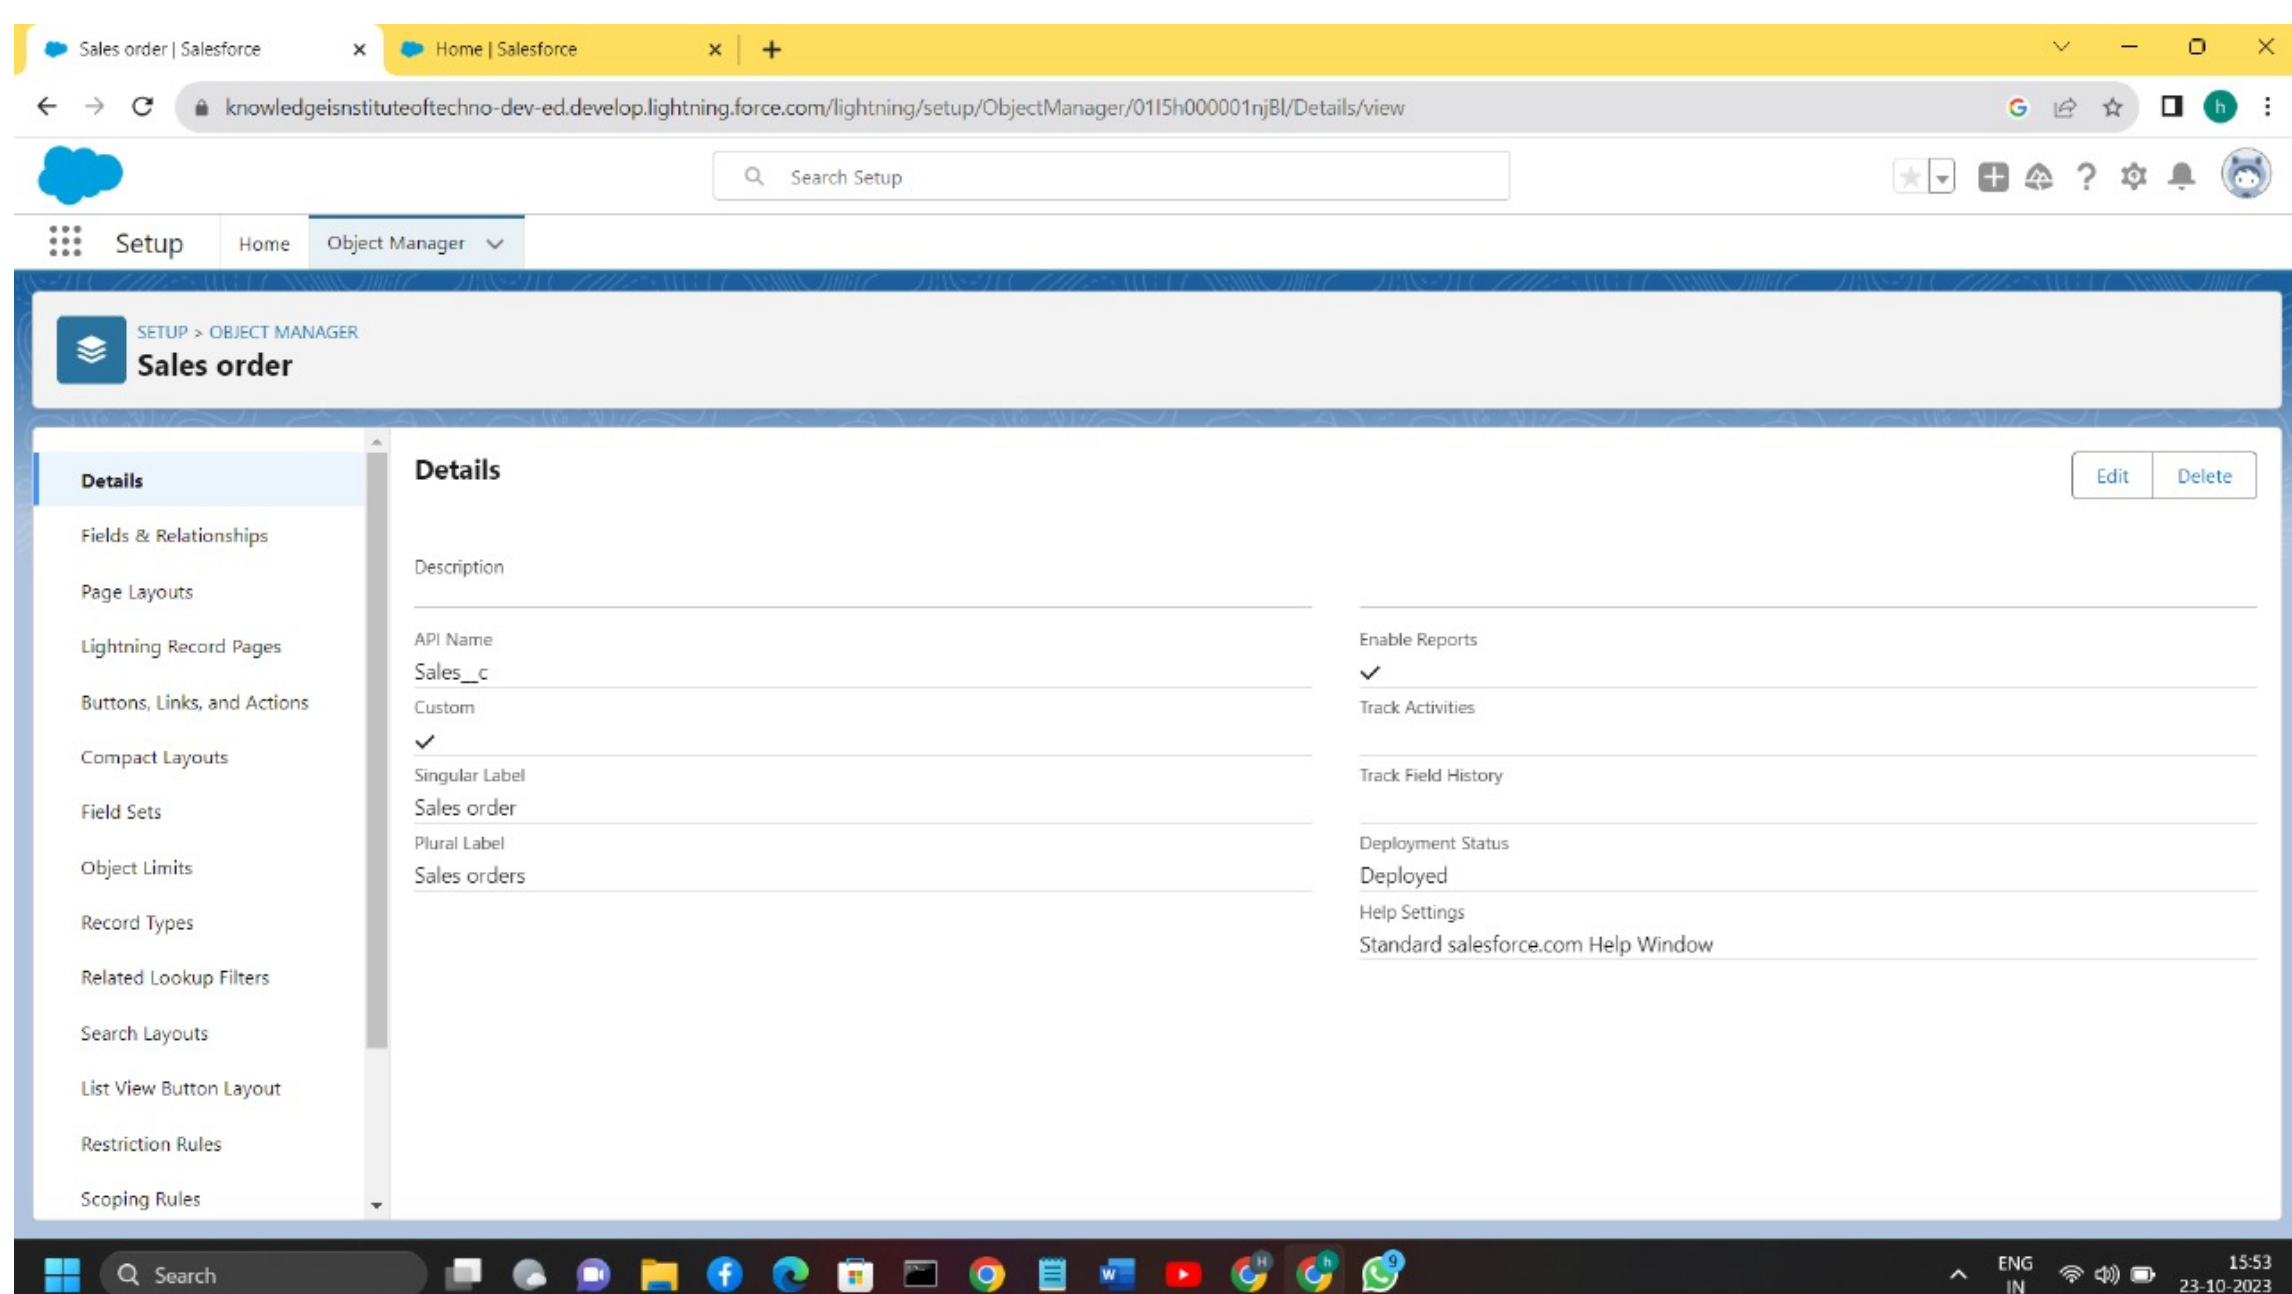 Sales order | Salesforce
Home | Salesforce
knowledgeisnstituteoftechno-dev-ed.develop.lightning.force.com/lightning/setup/ObjectManager/01I5h000001njBl/Details/view
h
Search Setup
Setup
Home
Object Manager
SETUP > OBJECT MANAGER
Sales order
Details
Fields & Relationships
Page Layouts
Lightning Record Pages
Buttons, Links, and Actions
Compact Layouts
Field Sets
Object Limits
Record Types
Related Lookup Filters
Search Layouts
List View Button Layout
Restriction Rules
Scoping Rules
Details
Edit
Delete
Description
API Name
Sales__c
Custom
Singular Label
Sales order
Plural Label
Sales orders
Enable Reports
Track Activities
Track Field History
Deployment Status
Deployed
Help Settings
Standard salesforce.com Help Window
Search
9
ENG
IN
15:53
23-10-2023